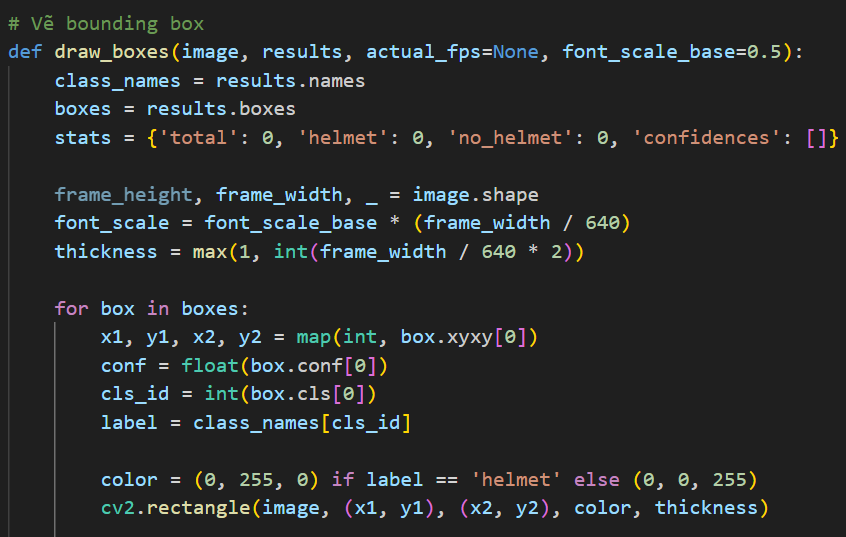 # Vẽ bounding box
def draw_boxes(image, results, actual_fps=None, font_scale_base=0.5):
    class_names = results.names
    boxes = results.boxes
    stats = {'total': 0, 'helmet': 0, 'no_helmet': 0, 'confidences': []}

    frame_height, frame_width, _ = image.shape
    font_scale = font_scale_base * (frame_width / 640)
    thickness = max(1, int(frame_width / 640 * 2))

    for box in boxes:
        x1, y1, x2, y2 = map(int, box.xyxy[0])
        conf = float(box.conf[0])
        cls_id = int(box.cls[0])
        label = class_names[cls_id]

        color = (0, 255, 0) if label == 'helmet' else (0, 0, 255)
        cv2.rectangle(image, (x1, y1), (x2, y2), color, thickness)